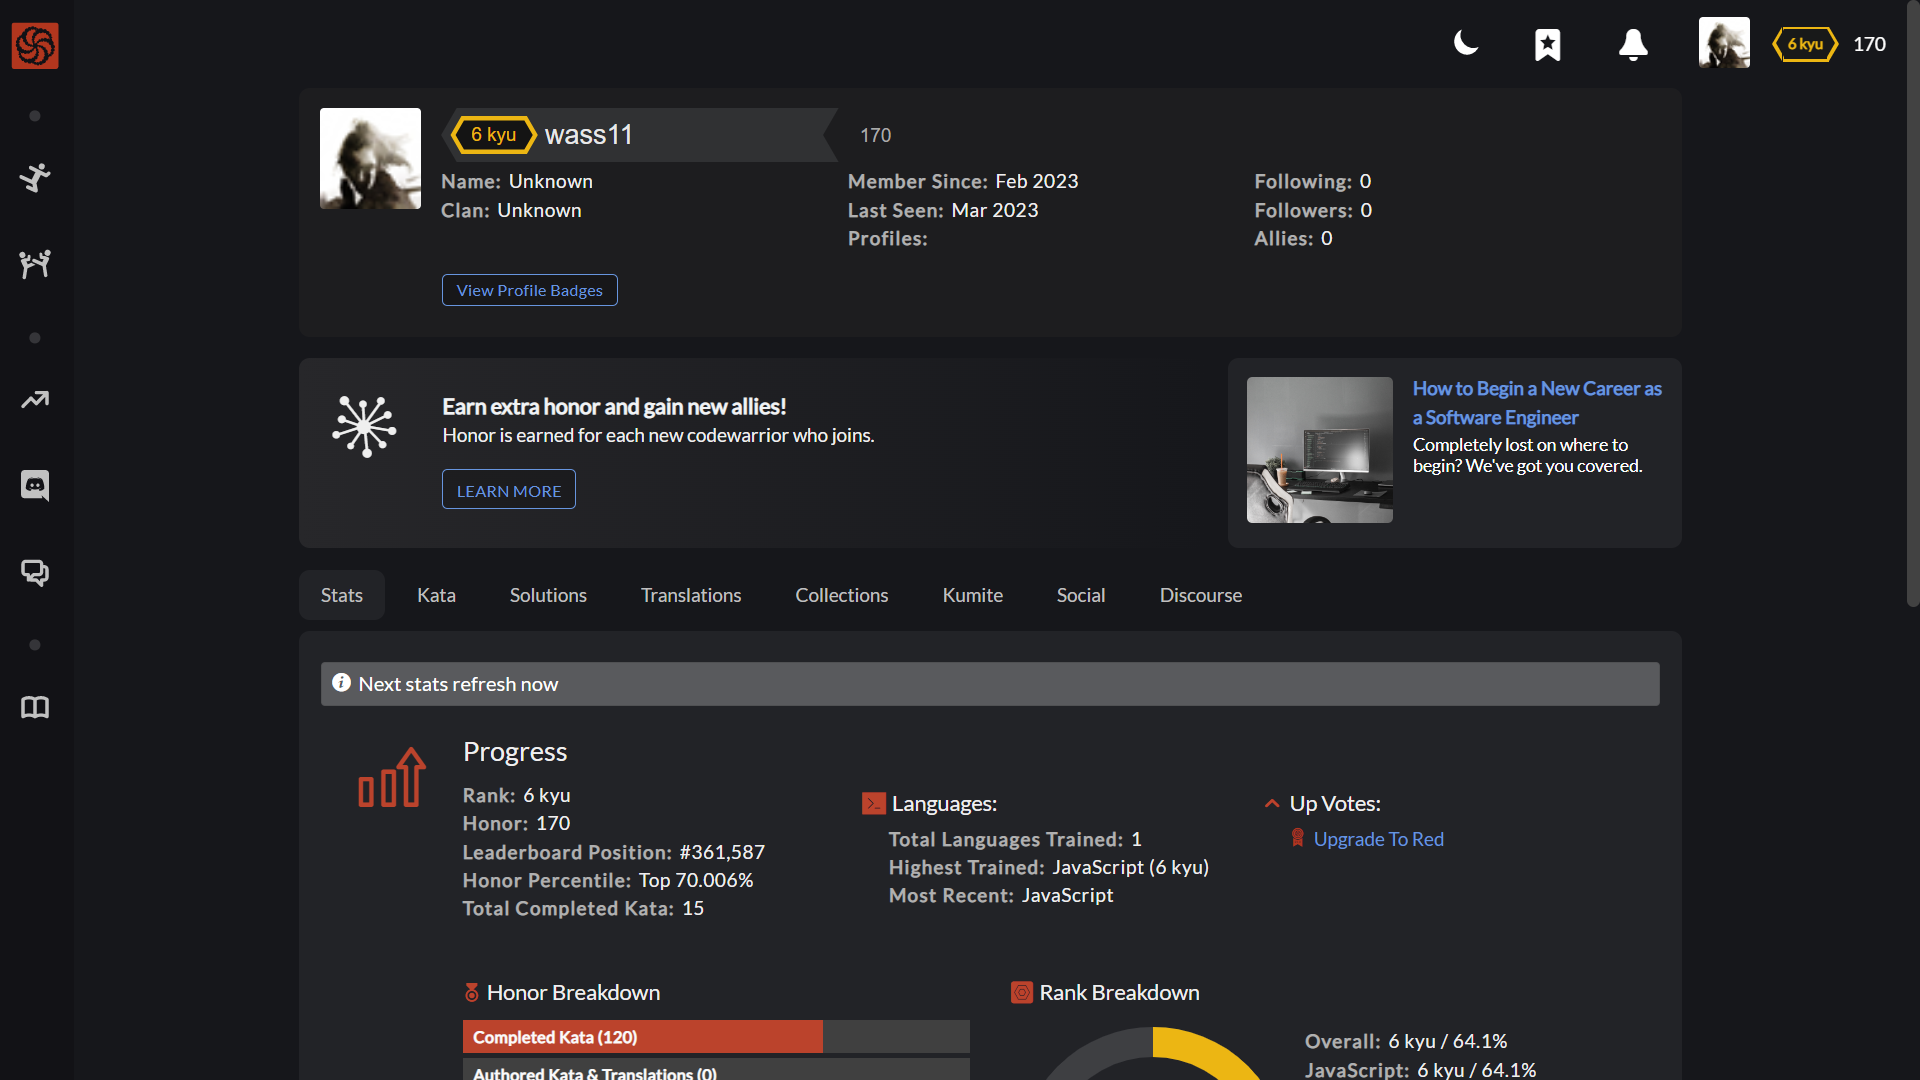 6 kyu 170
6 kyu wass11 170
Name: Unknown
Clan: Unknown
Member Since: Feb 2023
Last Seen: Mar 2023
Profiles:
Following: 0
Followers: 0
Allies: 0
View Profile Badges
Earn extra honor and gain new allies!
Honor is earned for each new codewarrior who joins.
LEARN MORE
How to Begin a New Career as
a Software Engineer
Completely lost on where to
begin? We've got you covered.
Stats Kata Solutions Translations Collections Kumite Social Discourse
Next stats refresh now
Progress
Rank: 6 kyu
Honor: 170
Leaderboard Position: #361,587
Honor Percentile: Top 70.006%
Total Completed Kata: 15
Languages:
Total Languages Trained: 1
Highest Trained: JavaScript (6 kyu)
Most Recent: JavaScript
Up Votes:
Upgrade To Red
Honor Breakdown
Completed Kata (120)
Authored Kata & Translations (0)
Rank Breakdown
Overall: 6 kyu / 64.1%
JavaScript: 6 kyu / 64.1%